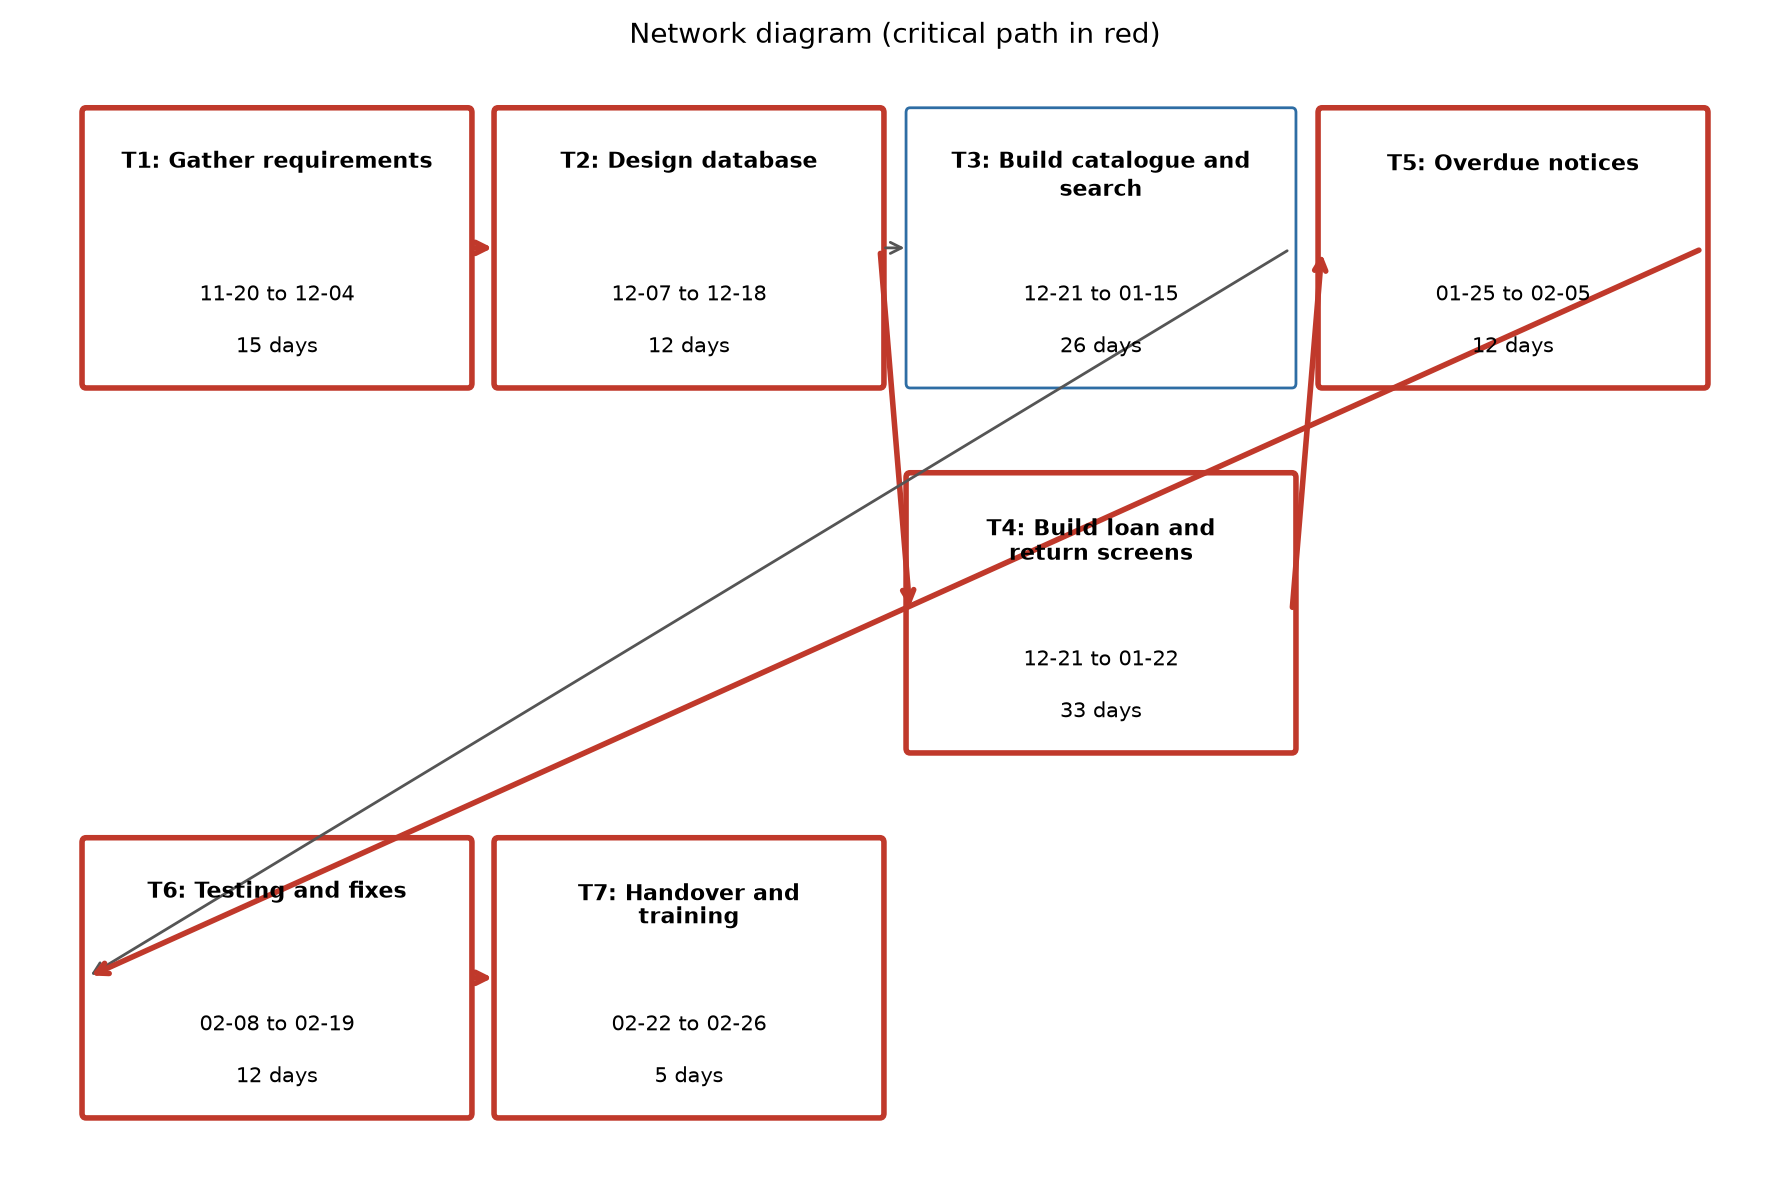 Network diagram (critical path in red)
T1: Gather requirements
11-20 to 12-04
15 days
T2: Design database
12-07 to 12-18
12 days
T3: Build catalogue and
search
12-21 to 01-15
26 days
T5: Overdue notices
01-25 to 02-05
12 days
T4: Build loan and
return screens
12-21 to 01-22
33 days
T6: Testing and fixes
02-08 to 02-19
12 days
T7: Handover and
training
02-22 to 02-26
5 days